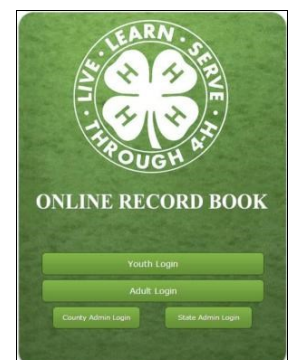 LIVE · LEARN · SERVE
· THROUGH 4-H ·
H H
H H
ONLINE RECORD BOOK
Youth Login
Adult Login
County Admin Login State Admin Login